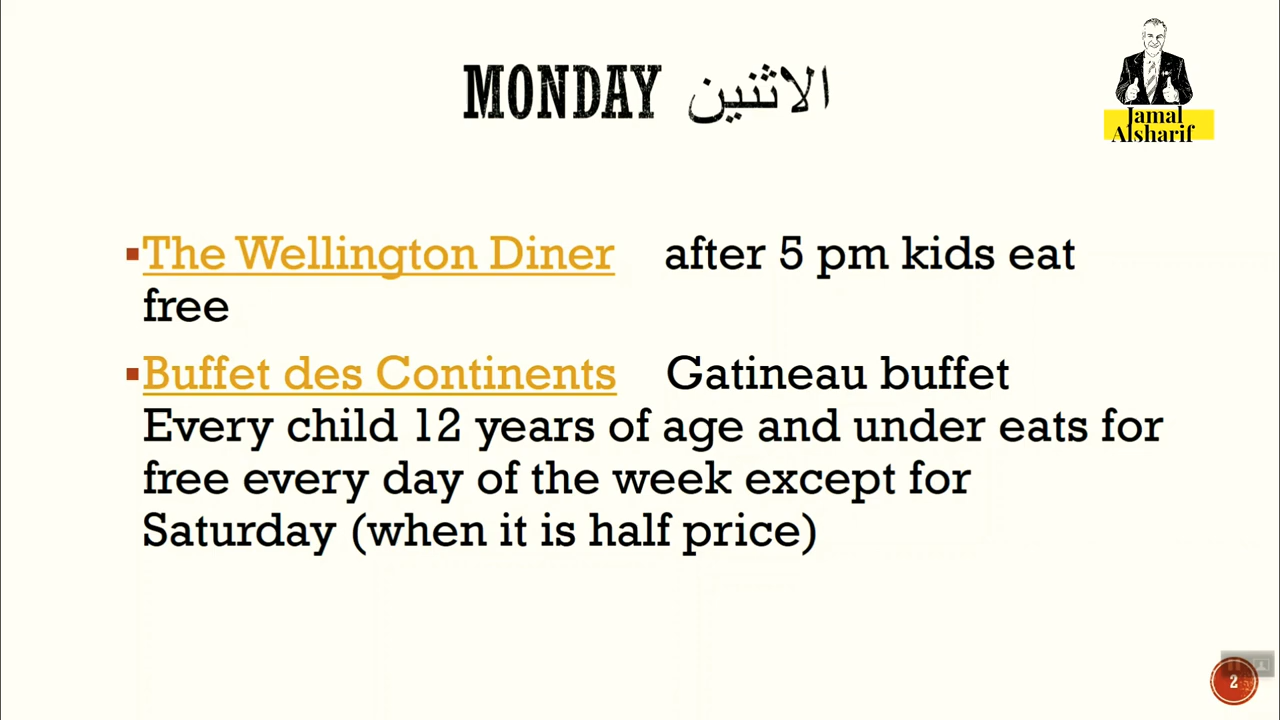 MONDAY الاثنين
Jamal
Alsharif
▪The Wellington Diner after 5 pm kids eat
free
▪Buffet des Continents Gatineau buffet
Every child 12 years of age and under eats for
free every day of the week except for
Saturday (when it is half price)
2